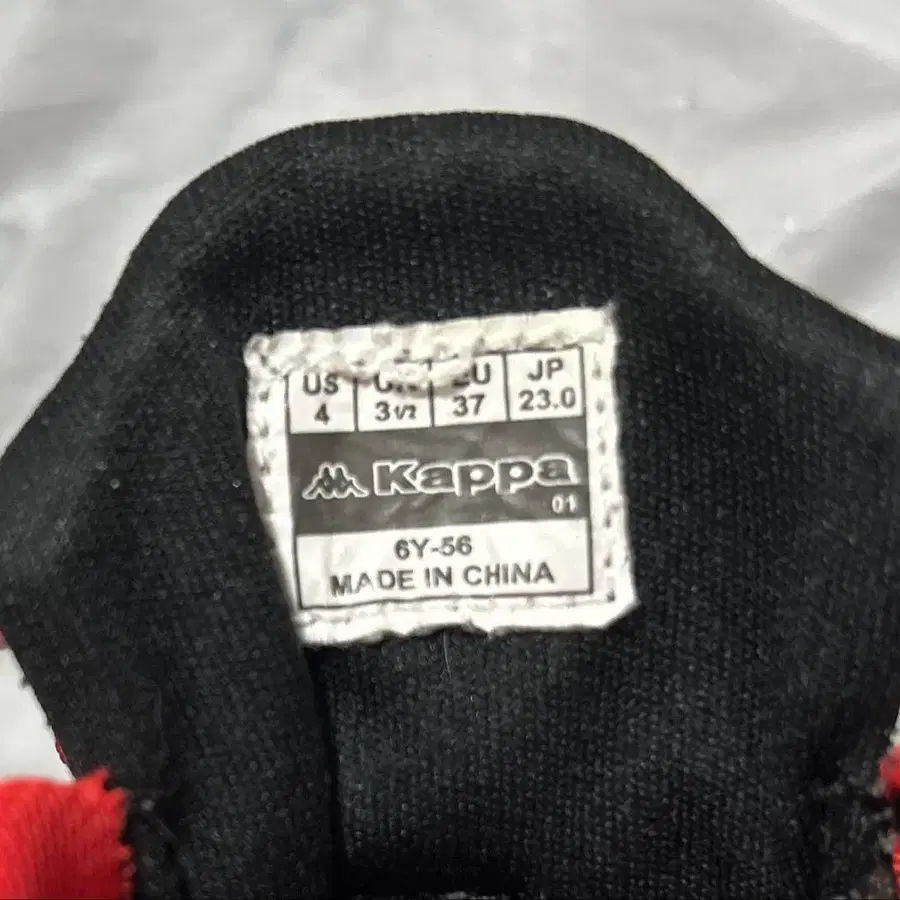 US UK EU JP
4 3 1/2 37 23.0
Kappa
01
6Y-56
MADE IN CHINA